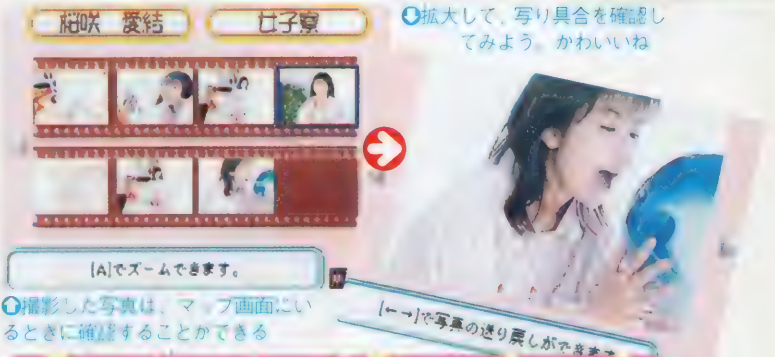 桜咲 愛結
女子寮
拡大して、写り具合を確認し
てみよう。かわいいね
[A]でズームできます。
撮影した写真は、マップ画面にい
るときに確認することができる
[←→]で写真の送り戻しができます